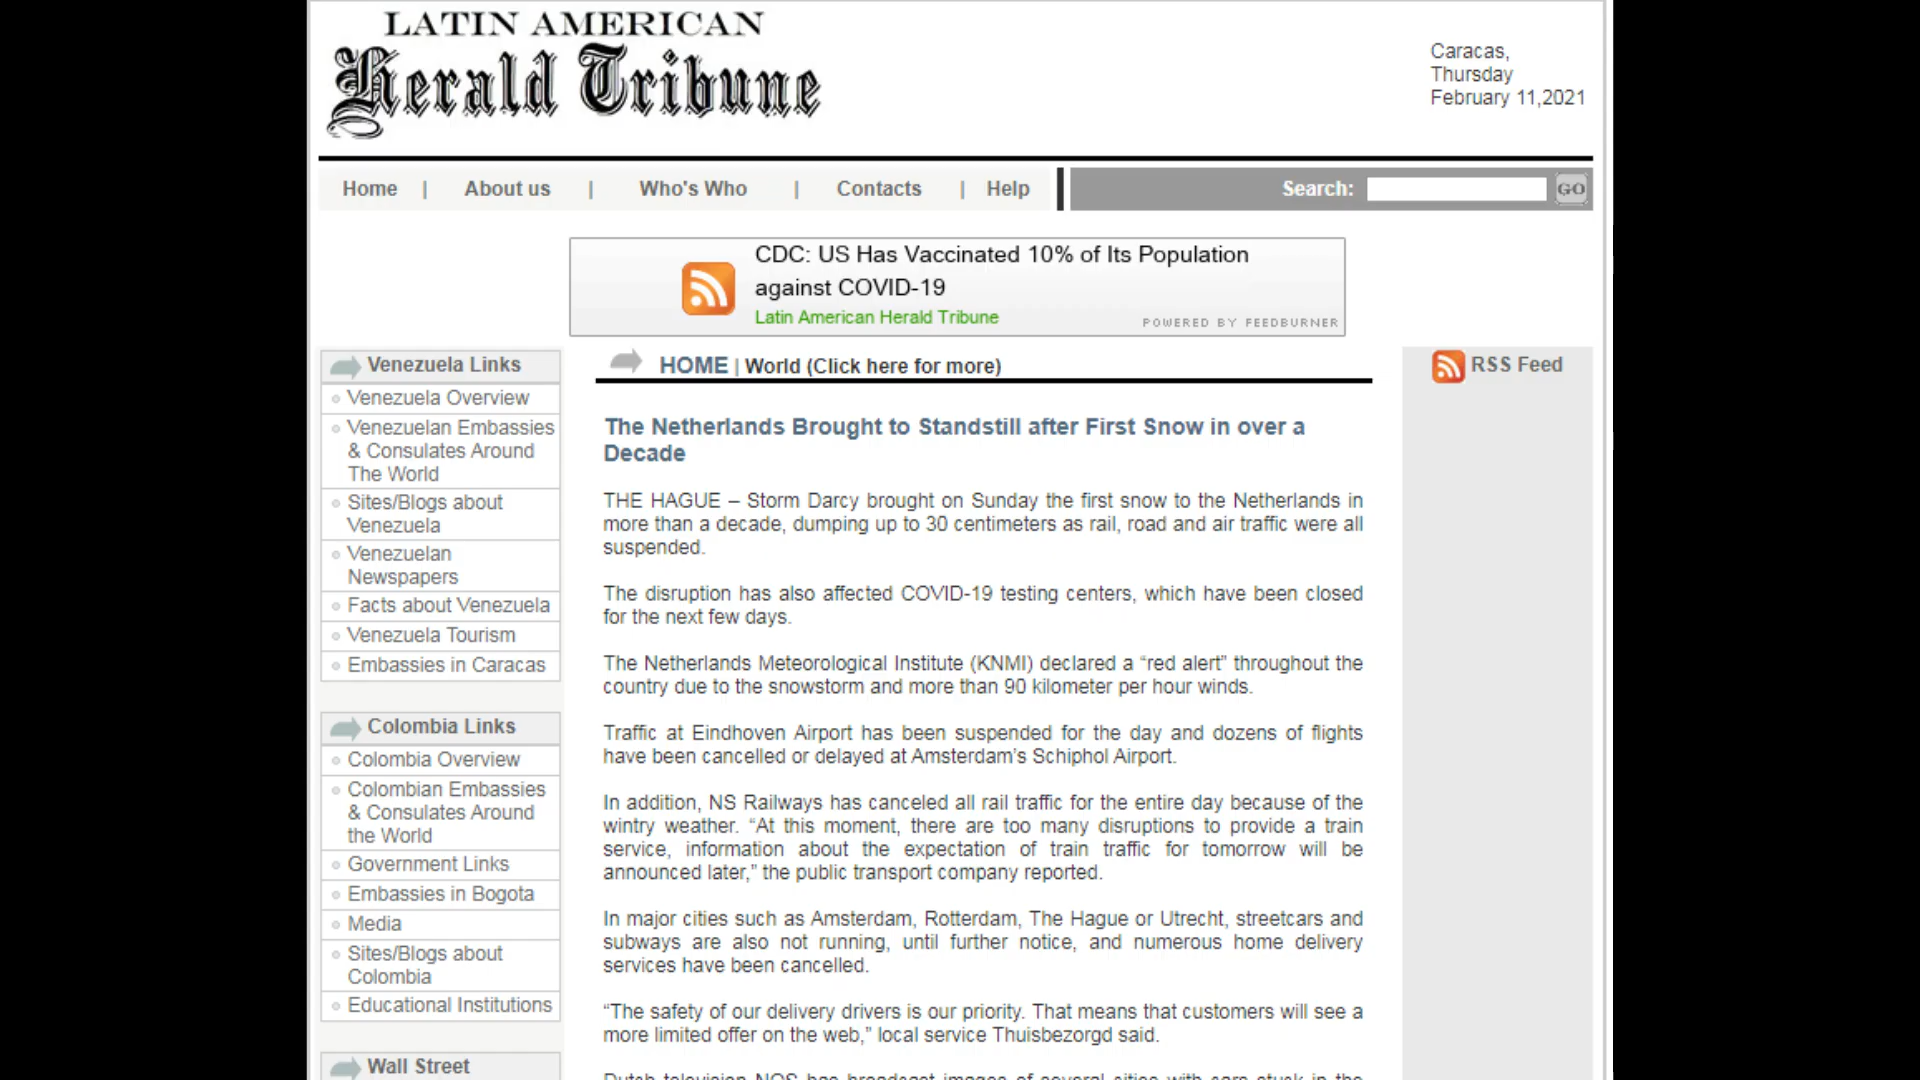 LATIN AMERICAN
Herald Tribune
Caracas,
Thursday
February 11,2021
Home | About us | Who's Who | Contacts | Help
Search: GO
CDC: US Has Vaccinated 10% of Its Population
against COVID-19
Latin American Herald Tribune
POWERED BY FEEDBURNER
Venezuela Links
Venezuela Overview
Venezuelan Embassies
& Consulates Around
The World
Sites/Blogs about
Venezuela
Venezuelan
Newspapers
Facts about Venezuela
Venezuela Tourism
Embassies in Caracas
Colombia Links
Colombia Overview
Colombian Embassies
& Consulates Around
the World
Government Links
Embassies in Bogota
Media
Sites/Blogs about
Colombia
Educational Institutions
Wall Street
HOME | World (Click here for more)
The Netherlands Brought to Standstill after First Snow in over a
Decade
THE HAGUE – Storm Darcy brought on Sunday the first snow to the Netherlands in
more than a decade, dumping up to 30 centimeters as rail, road and air traffic were all
suspended.
The disruption has also affected COVID-19 testing centers, which have been closed
for the next few days.
The Netherlands Meteorological Institute (KNMI) declared a “red alert” throughout the
country due to the snowstorm and more than 90 kilometer per hour winds.
Traffic at Eindhoven Airport has been suspended for the day and dozens of flights
have been cancelled or delayed at Amsterdam’s Schiphol Airport.
In addition, NS Railways has canceled all rail traffic for the entire day because of the
wintry weather. “At this moment, there are too many disruptions to provide a train
service, information about the expectation of train traffic for tomorrow will be
announced later,” the public transport company reported.
In major cities such as Amsterdam, Rotterdam, The Hague or Utrecht, streetcars and
subways are also not running, until further notice, and numerous home delivery
services have been cancelled.
“The safety of our delivery drivers is our priority. That means that customers will see a
more limited offer on the web,” local service Thuisbezorgd said.
Dutch television NOS has broadcast images of several cities with cars stuck in the
RSS Feed